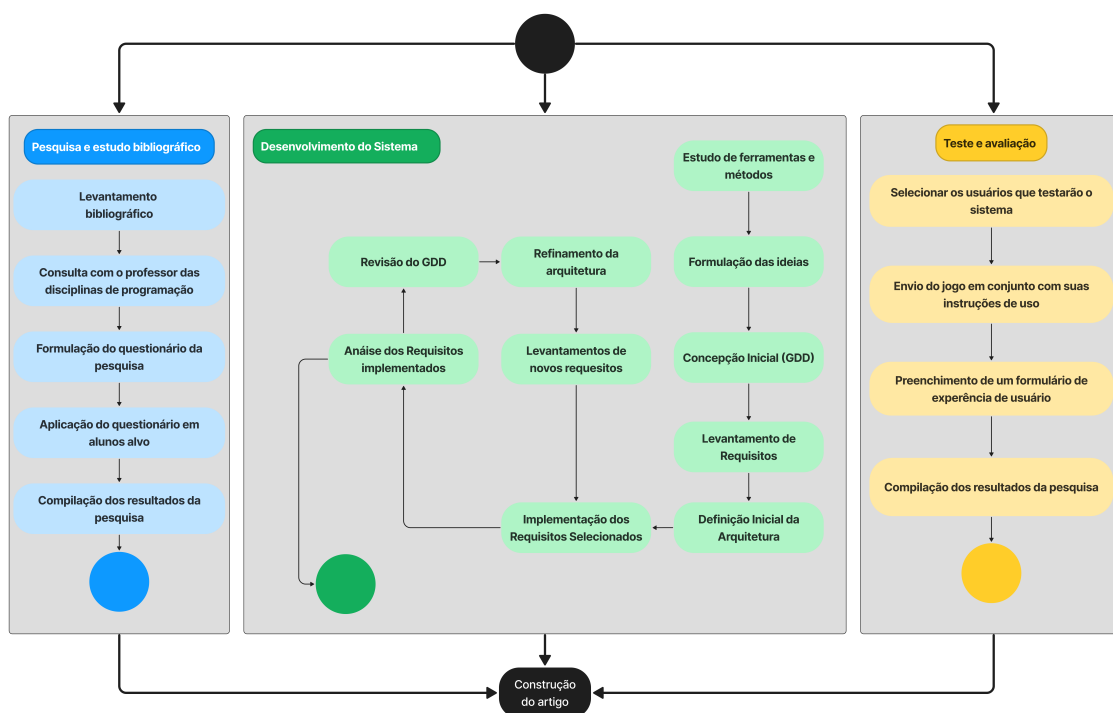 Pesquisa e estudo bibliográfico
Levantamento
bibliográfico
Consulta com o professor das
disciplinas de programação
Formulação do questionário da
pesquisa
Aplicação do questionário em
alunos alvo
Compilação dos resultados da
pesquisa
Desenvolvimento do Sistema
Estudo de ferramentas e
métodos
Formulação das ideias
Concepção Inicial (GDD)
Levantamento de
Requisitos
Definição Inicial da
Arquitetura
Implementação dos
Requisitos Selecionados
Anáise dos Requisitos
implementados
Revisão do GDD
Refinamento da
arquitetura
Levantamentos de
novos requesitos
Teste e avaliação
Selecionar os usuários que testarão o
sistema
Envio do jogo em conjunto com suas
instruções de uso
Preenchimento de um formulário de
experência de usuário
Compilação dos resultados da pesquisa
Construção
do artigo